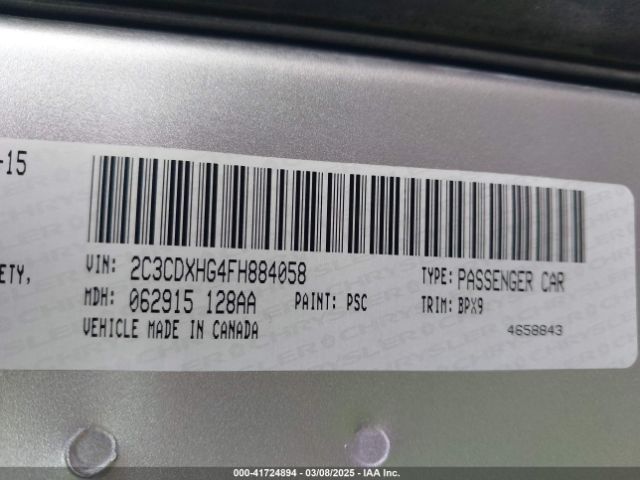 -15
ETY,
VIN: 2C3CDXHG4FH884058 TYPE: PASSENGER CAR
MDH: 062915 128AA PAINT: PSC TRIM: BPX9
VEHICLE MADE IN CANADA 4658843
CHRYSLER
000-41724894 — 03/08/2025 — IAA Inc.